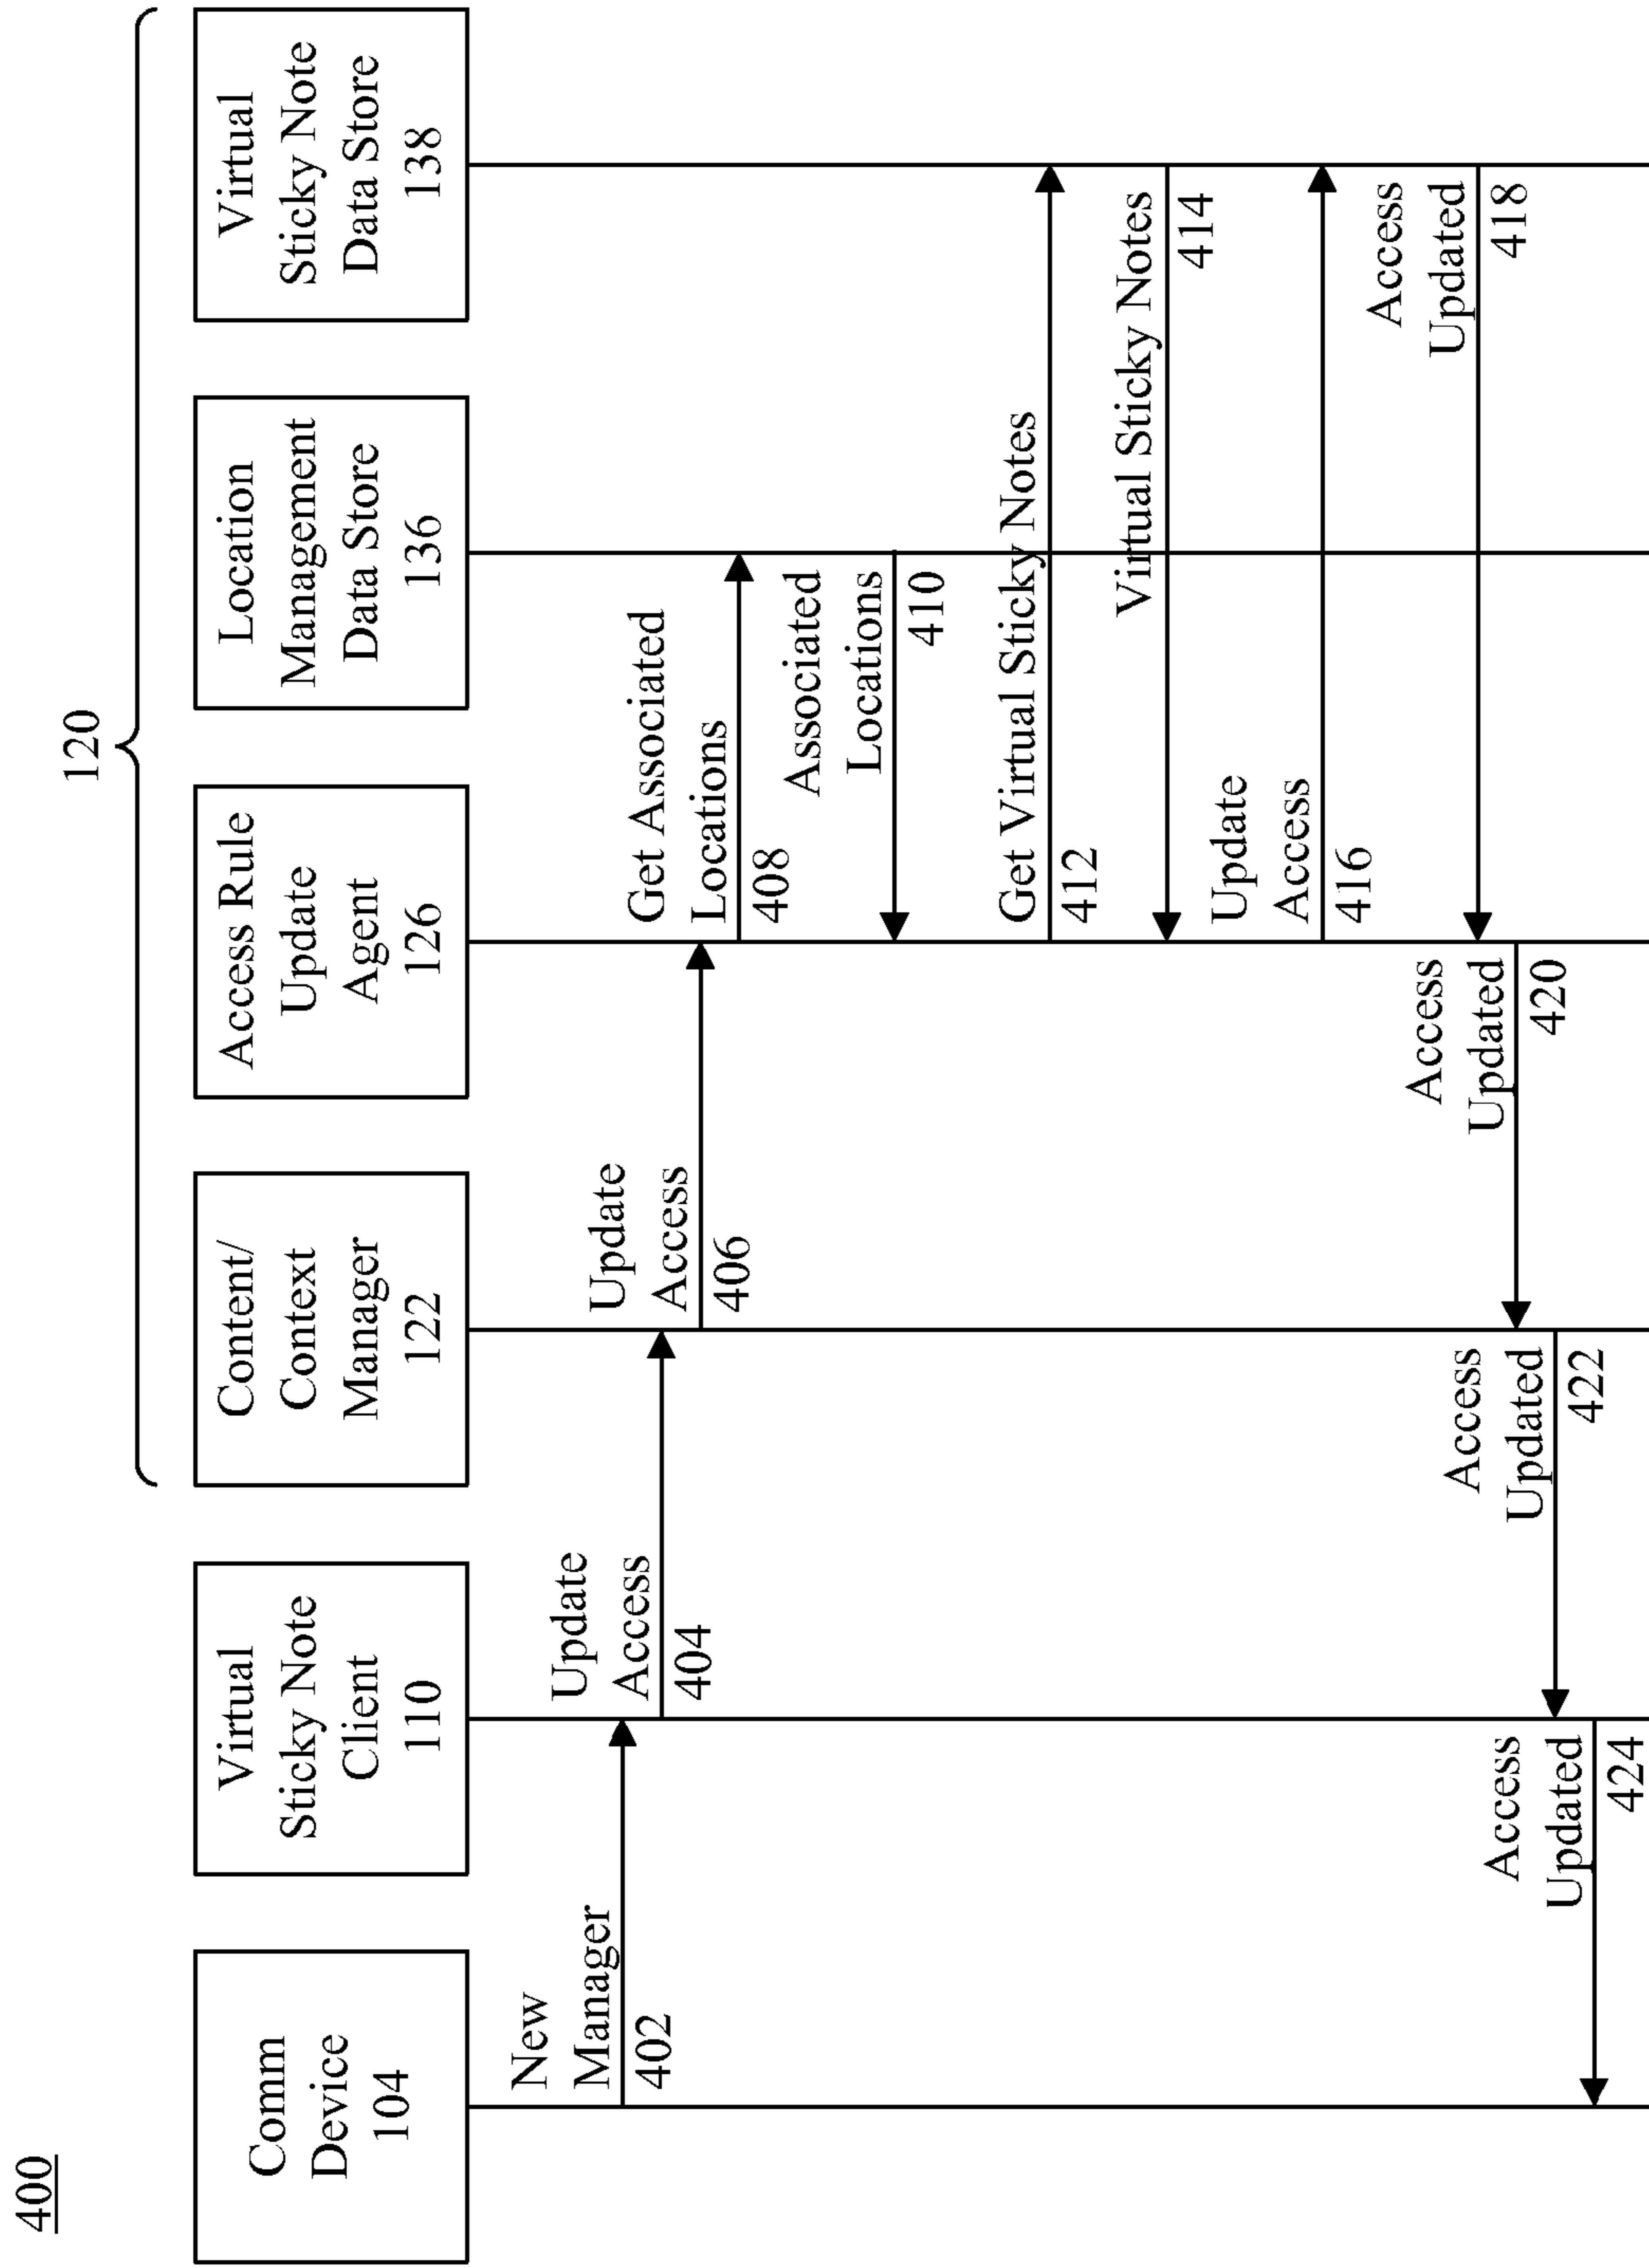 400
120
Comm
Device
104
Virtual
Sticky Note
Client
110
Content/
Context
Manager
122
Access Rule
Update
Agent
126
Location
Management
Data Store
136
Virtual
Sticky Note
Data Store
138
New
Manager
402
Update
Access
404
Update
Access
406
Get Associated
Locations
408
Associated
Locations
410
Get Virtual Sticky Notes
412
Virtual Sticky Notes
414
Update
Access
416
Access
Updated
418
Access
Updated
420
Access
Updated
422
Access
Updated
424